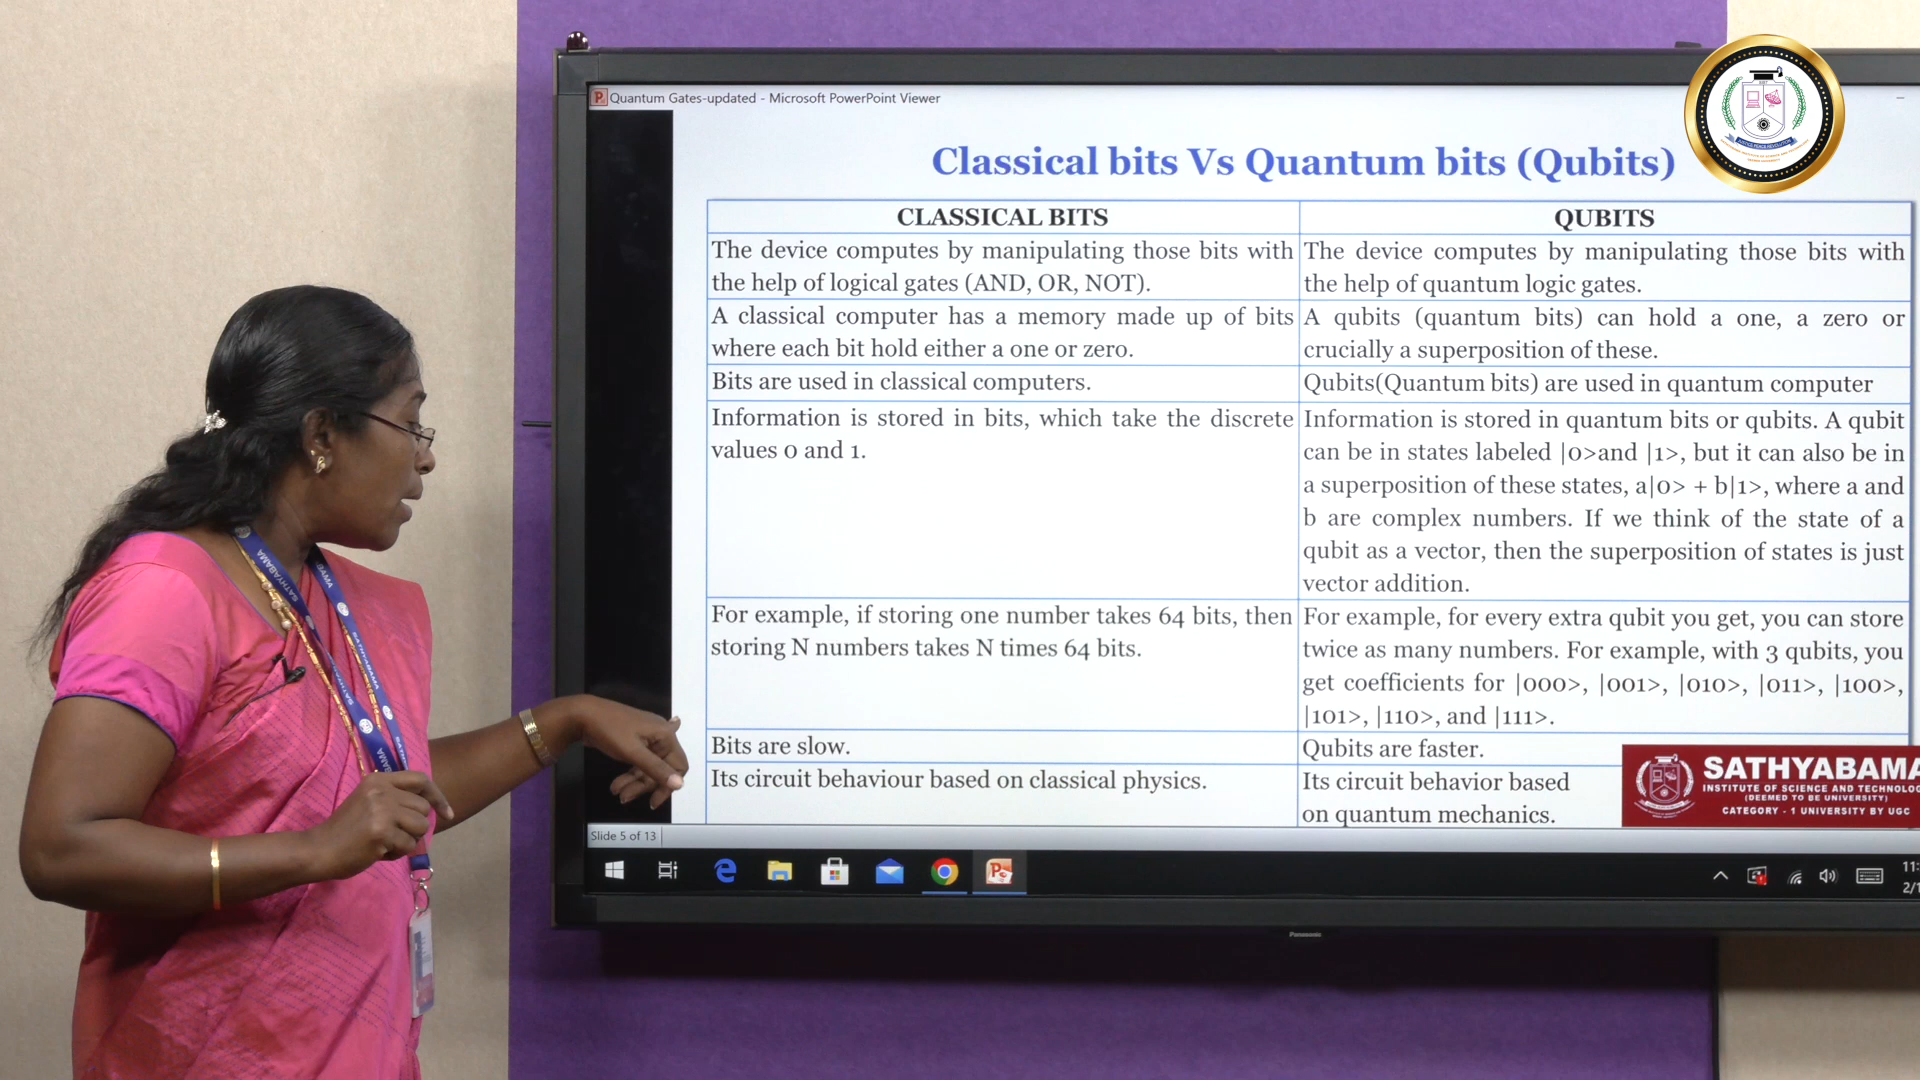 Quantum Gates-updated - Microsoft PowerPoint Viewer
Classical bits Vs Quantum bits (Qubits)
CLASSICAL BITS
QUBITS
The device computes by manipulating those bits with
the help of logical gates (AND, OR, NOT).
The device computes by manipulating those bits with
the help of quantum logic gates.
A classical computer has a memory made up of bits
where each bit hold either a one or zero.
A qubits (quantum bits) can hold a one, a zero or
crucially a superposition of these.
Bits are used in classical computers.
Qubits(Quantum bits) are used in quantum computer
Information is stored in bits, which take the discrete
values 0 and 1.
Information is stored in quantum bits or qubits. A qubit
can be in states labeled |0>and |1>, but it can also be in
a superposition of these states, a|0> + b|1>, where a and
b are complex numbers. If we think of the state of a
qubit as a vector, then the superposition of states is just
vector addition.
For example, if storing one number takes 64 bits, then
storing N numbers takes N times 64 bits.
For example, for every extra qubit you get, you can store
twice as many numbers. For example, with 3 qubits, you
get coefficients for |000>, |001>, |010>, |011>, |100>,
|101>, |110>, and |111>.
Bits are slow.
Qubits are faster.
Its circuit behaviour based on classical physics.
Its circuit behavior based
on quantum mechanics.
SATHYABAMA
INSTITUTE OF SCIENCE AND TECHNOLOG
(DEEMED TO BE UNIVERSITY)
CATEGORY - 1 UNIVERSITY BY UGC
Slide 5 of 13
11:
2/1
Panasonic
SATHYABAMA
SATHYABAMA
SATHYABAMA